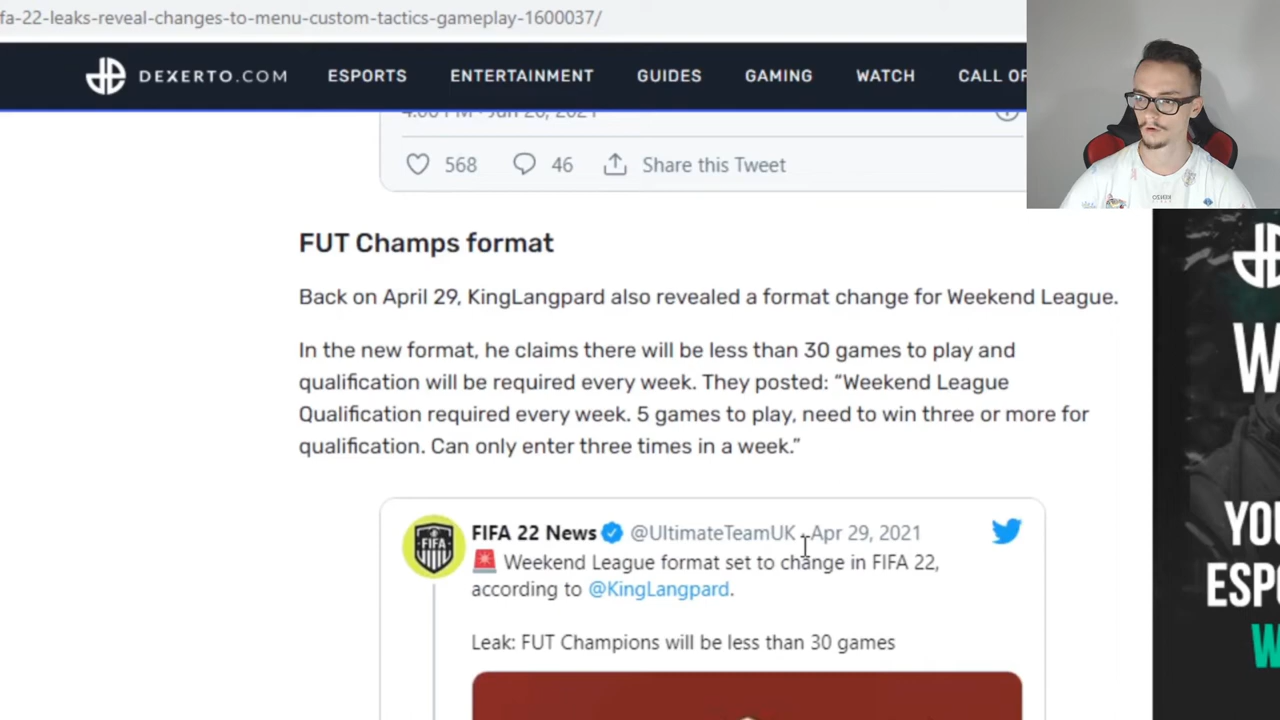 fa-22-leaks-reveal-changes-to-menu-custom-tactics-gameplay-1600037/
DEXERTO.COM ESPORTS ENTERTAINMENT GUIDES GAMING WATCH CALL OF
568 46 Share this Tweet
FUT Champs format
Back on April 29, KingLangpard also revealed a format change for Weekend League.
In the new format, he claims there will be less than 30 games to play and
qualification will be required every week. They posted: “Weekend League
Qualification required every week. 5 games to play, need to win three or more for
qualification. Can only enter three times in a week.”
FIFA 22 News @UltimateTeamUK · Apr 29, 2021
🚨 Weekend League format set to change in FIFA 22,
according to @KingLangpard.
Leak: FUT Champions will be less than 30 games
FIFA